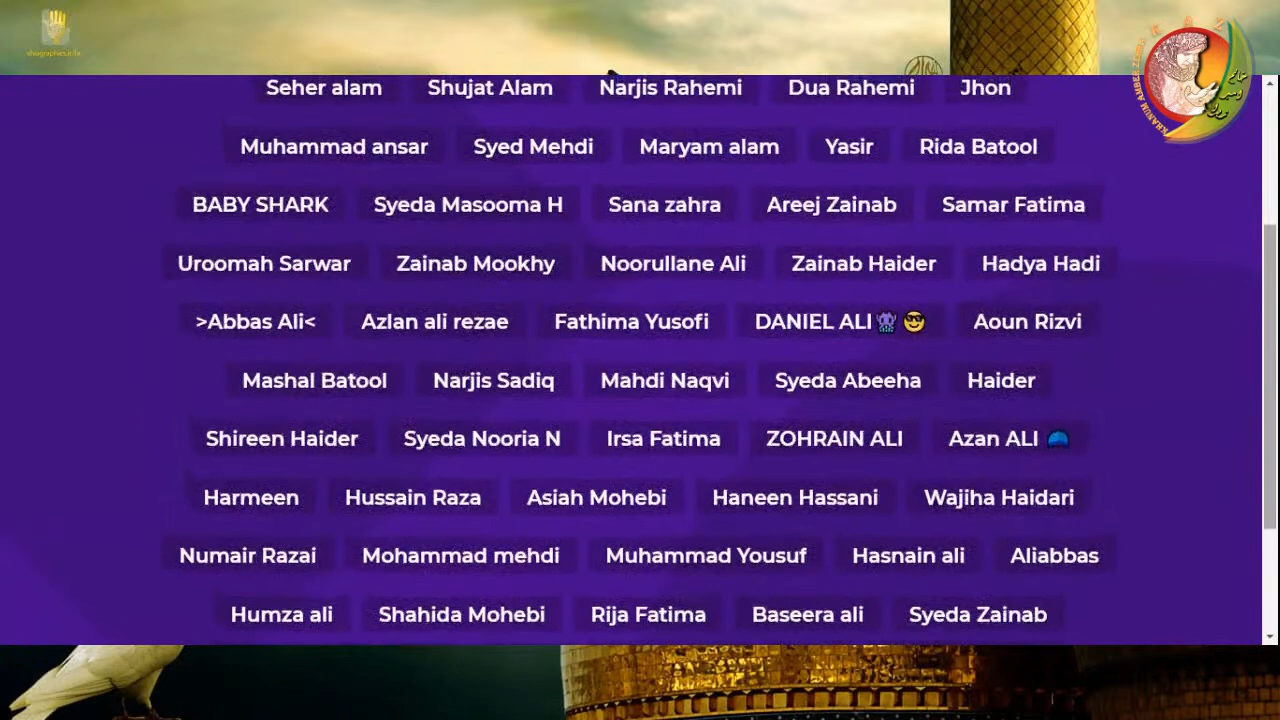 Seher alam Shujat Alam Narjis Rahemi Dua Rahemi Jhon
Muhammad ansar Syed Mehdi Maryam alam Yasir Rida Batool
BABY SHARK Syeda Masooma H Sana zahra Areej Zainab Samar Fatima
Uroomah Sarwar Zainab Mookhy Noorullane Ali Zainab Haider Hadya Hadi
>Abbas Ali< Azlan ali rezae Fathima Yusofi DANIEL ALI👾😎 Aoun Rizvi
Mashal Batool Narjis Sadiq Mahdi Naqvi Syeda Abeeha Haider
Shireen Haider Syeda Nooria N Irsa Fatima ZOHRAIN ALI Azan ALI 🧢
Harmeen Hussain Raza Asiah Mohebi Haneen Hassani Wajiha Haidari
Numair Razai Mohammad mehdi Muhammad Yousuf Hasnain ali Aliabbas
Humza ali Shahida Mohebi Rija Fatima Baseera ali Syeda Zainab